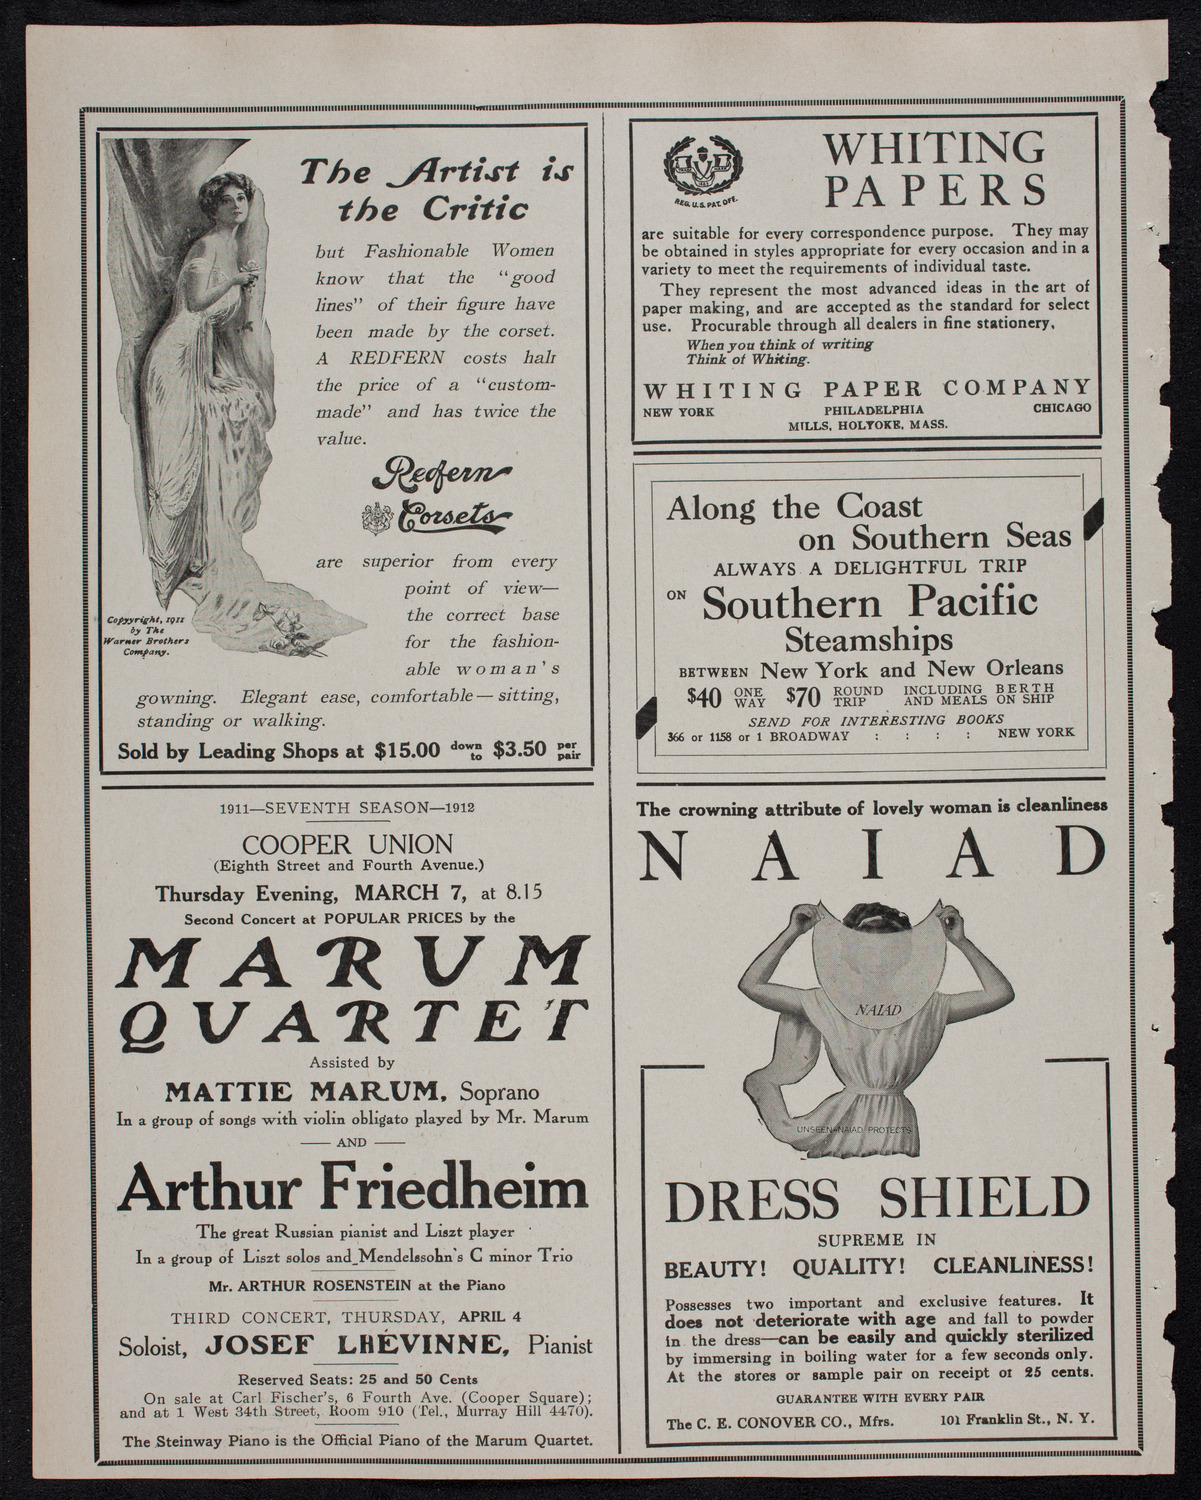 The Artist is
the Critic
but Fashionable Women
know that the "good
lines" of their figure have
been made by the corset.
A REDFERN costs half
the price of a "custom-
made" and has twice the
value.
Redfern
Corsets
are superior from every
point of view—
the correct base
for the fashion-
able woman's
gowning. Elegant ease, comfortable—sitting,
standing or walking.
Copyright, 1911
by The
Warner Brothers
Company.
Sold by Leading Shops at $15.00 down to $3.50 per pair
1911—SEVENTH SEASON—1912
COOPER UNION
(Eighth Street and Fourth Avenue.)
Thursday Evening, MARCH 7, at 8.15
Second Concert at POPULAR PRICES by the
MARUM
QUARTET
Assisted by
MATTIE MARUM, Soprano
In a group of songs with violin obligato played by Mr. Marum
AND
Arthur Friedheim
The great Russian pianist and Liszt player
In a group of Liszt solos and Mendelssohn's C minor Trio
Mr. ARTHUR ROSENSTEIN at the Piano
THIRD CONCERT, THURSDAY, APRIL 4
Soloist, JOSEF LHÉVINNE, Pianist
Reserved Seats: 25 and 50 Cents
On sale at Carl Fischer's, 6 Fourth Ave. (Cooper Square);
and at 1 West 34th Street, Room 910 (Tel., Murray Hill 4470).
The Steinway Piano is the Official Piano of the Marum Quartet.
REG. U.S. PAT. OFF.
WHITING
PAPERS
are suitable for every correspondence purpose. They may
be obtained in styles appropriate for every occasion and in a
variety to meet the requirements of individual taste.
They represent the most advanced ideas in the art of
paper making, and are accepted as the standard for select
use. Procurable through all dealers in fine stationery.
When you think of writing
Think of Whiting.
WHITING PAPER COMPANY
NEW YORK PHILADELPHIA CHICAGO
MILLS, HOLYOKE, MASS.
Along the Coast
on Southern Seas
ALWAYS A DELIGHTFUL TRIP
ON Southern Pacific
Steamships
BETWEEN New York and New Orleans
$40 ONE WAY $70 ROUND TRIP INCLUDING BERTH AND MEALS ON SHIP
SEND FOR INTERESTING BOOKS
366 or 1158 or 1 BROADWAY : : : : NEW YORK
The crowning attribute of lovely woman is cleanliness
NAIAD
NAIAD
UNSEEN—NAIAD PROTECTS
DRESS SHIELD
SUPREME IN
BEAUTY! QUALITY! CLEANLINESS!
Possesses two important and exclusive features. It
does not deteriorate with age and fall to powder
in the dress—can be easily and quickly sterilized
by immersing in boiling water for a few seconds only.
At the stores or sample pair on receipt of 25 cents.
GUARANTEE WITH EVERY PAIR
The C. E. CONOVER CO., Mfrs. 101 Franklin St., N. Y.